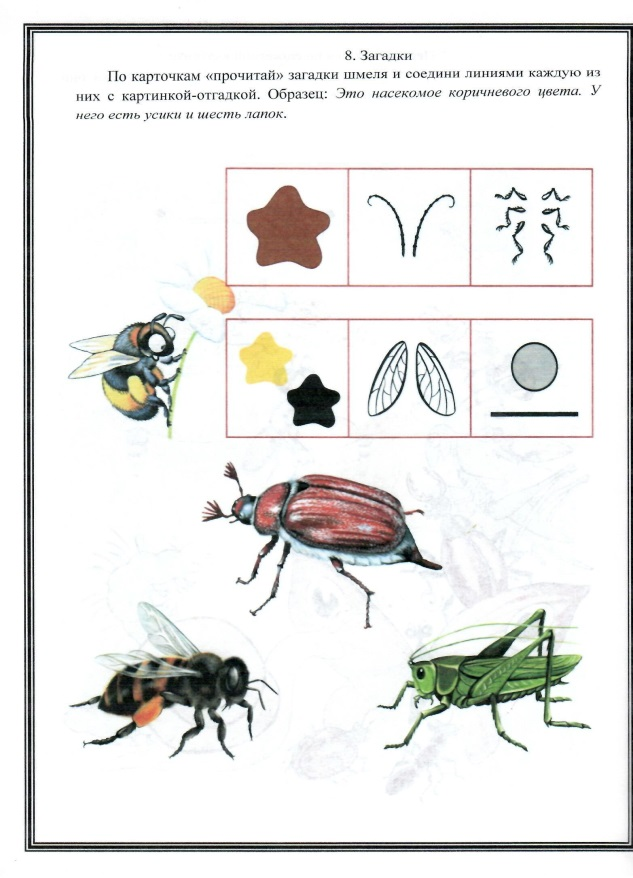 8. Загадки
По карточкам «прочитай» загадки шмеля и соедини линиями каждую из
них с картинкой-отгадкой. Образец: Это насекомое коричневого цвета. У
него есть усики и шесть лапок.